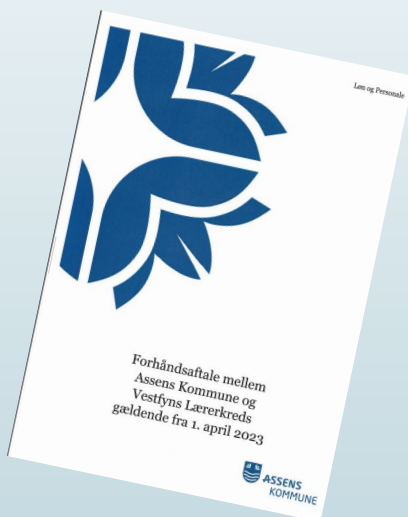 Løn og Personale
Forhåndsaftale mellem
Assens Kommune og
Vestfyns Lærerkreds
gældende fra 1. april 2023
ASSENS
KOMMUNE